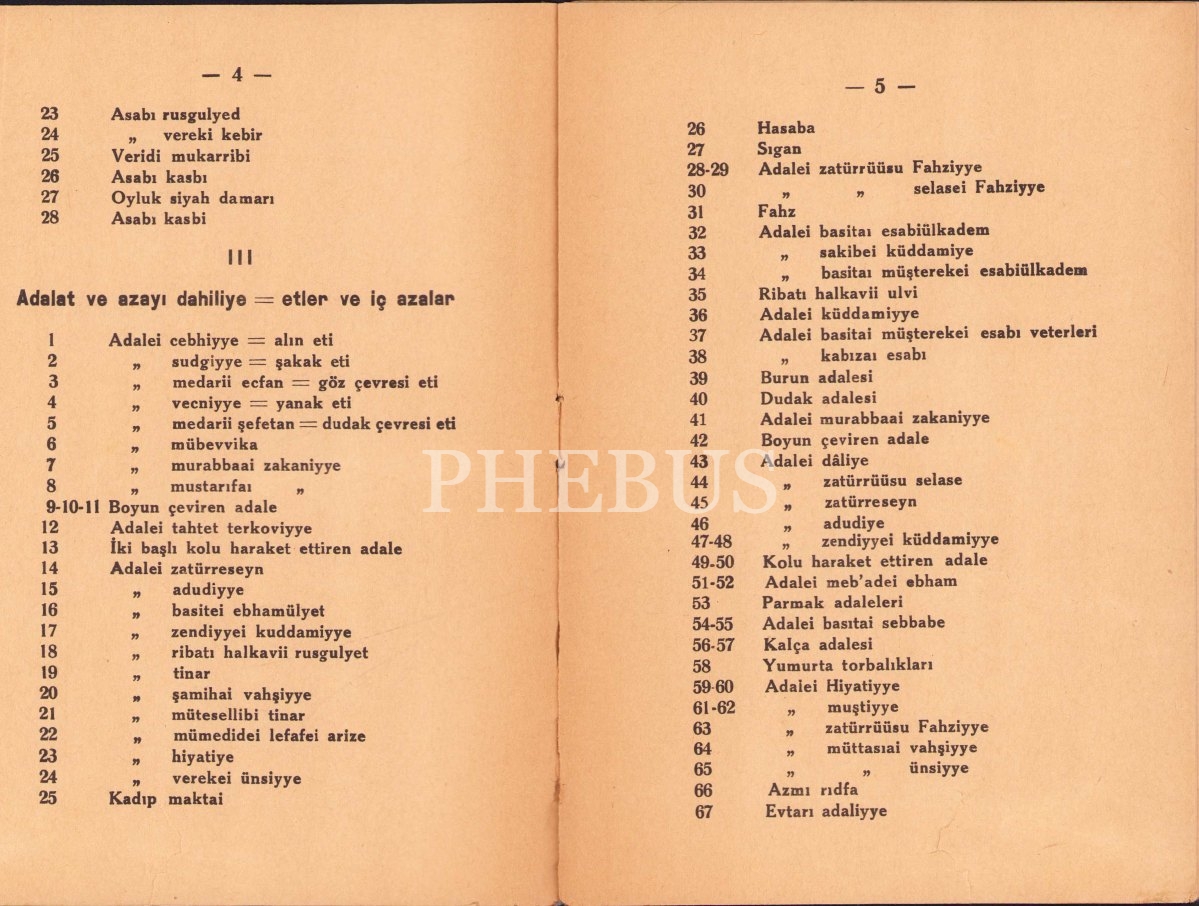 — 4 —
23 Asabı rusgulyed
24 „ vereki kebir
25 Veridi mukarribi
26 Asabı kasbı
27 Oyluk siyah damarı
28 Asabı kasbi
III
Adalat ve azayı dahiliye = etler ve iç azalar
1 Adalei cebhiyye = alın eti
2 „ sudgiyye = şakak eti
3 „ medarii ecfan = göz çevresi eti
4 „ vecniyye = yanak eti
5 „ medarii şefetan = dudak çevresi eti
6 „ mübevvika
7 „ murabbaai zakaniyye
8 „ mustarifaı „
9-10-11 Boyun çeviren adale
12 Adalei tahtet terkoviyye
13 İki başlı kolu haraket ettiren adale
14 Adalei zatürreseyn
15 „ adudiyye
16 „ basitei ebhamülyet
17 „ zendiyyei kuddamiyye
18 „ ribatı halkavii rusgulyet
19 „ tinar
20 „ şamihai vahşiyye
21 „ mütesellibi tinar
22 „ mümedidei lefafei arize
23 „ hiyatiye
24 „ verekei ünsiyye
25 Kadıp maktai
— 5 —
26 Hasaba
27 Sıgan
28-29 Adalei zatürrüüsu Fahziyye
30 „ „ selasei Fahziyye
31 Fahz
32 Adalei basitaı esabiülkadem
33 „ sakibei küddamiye
34 „ basitaı müşterekei esabiülkadem
35 Ribatı halkavii ulvi
36 Adalei küddamiyye
37 Adalei basitai müşterekei esabı veterleri
38 „ kabızaı esabı
39 Burun adalesi
40 Dudak adalesi
41 Adalei murabbaai zakaniyye
42 Boyun çeviren adale
43 Adalei dâliye
44 „ zatürrüüsu selase
45 „ zatürreseyn
46 „ adudiye
47-48 „ zendiyyei küddamiyye
49-50 Kolu haraket ettiren adale
51-52 Adalei meb'adei ebham
53 Parmak adaleleri
54-55 Adalei basıtai sebbabe
56-57 Kalça adalesi
58 Yumurta torbalıkları
59-60 Adalei Hiyatiyye
61-62 „ muştiyye
63 „ zatürrüüsu Fahziyye
64 „ müttasıai vahşiyye
65 „ „ ünsiyye
66 Azmı rıdfa
67 Evtarı adaliyye
PHEBUS